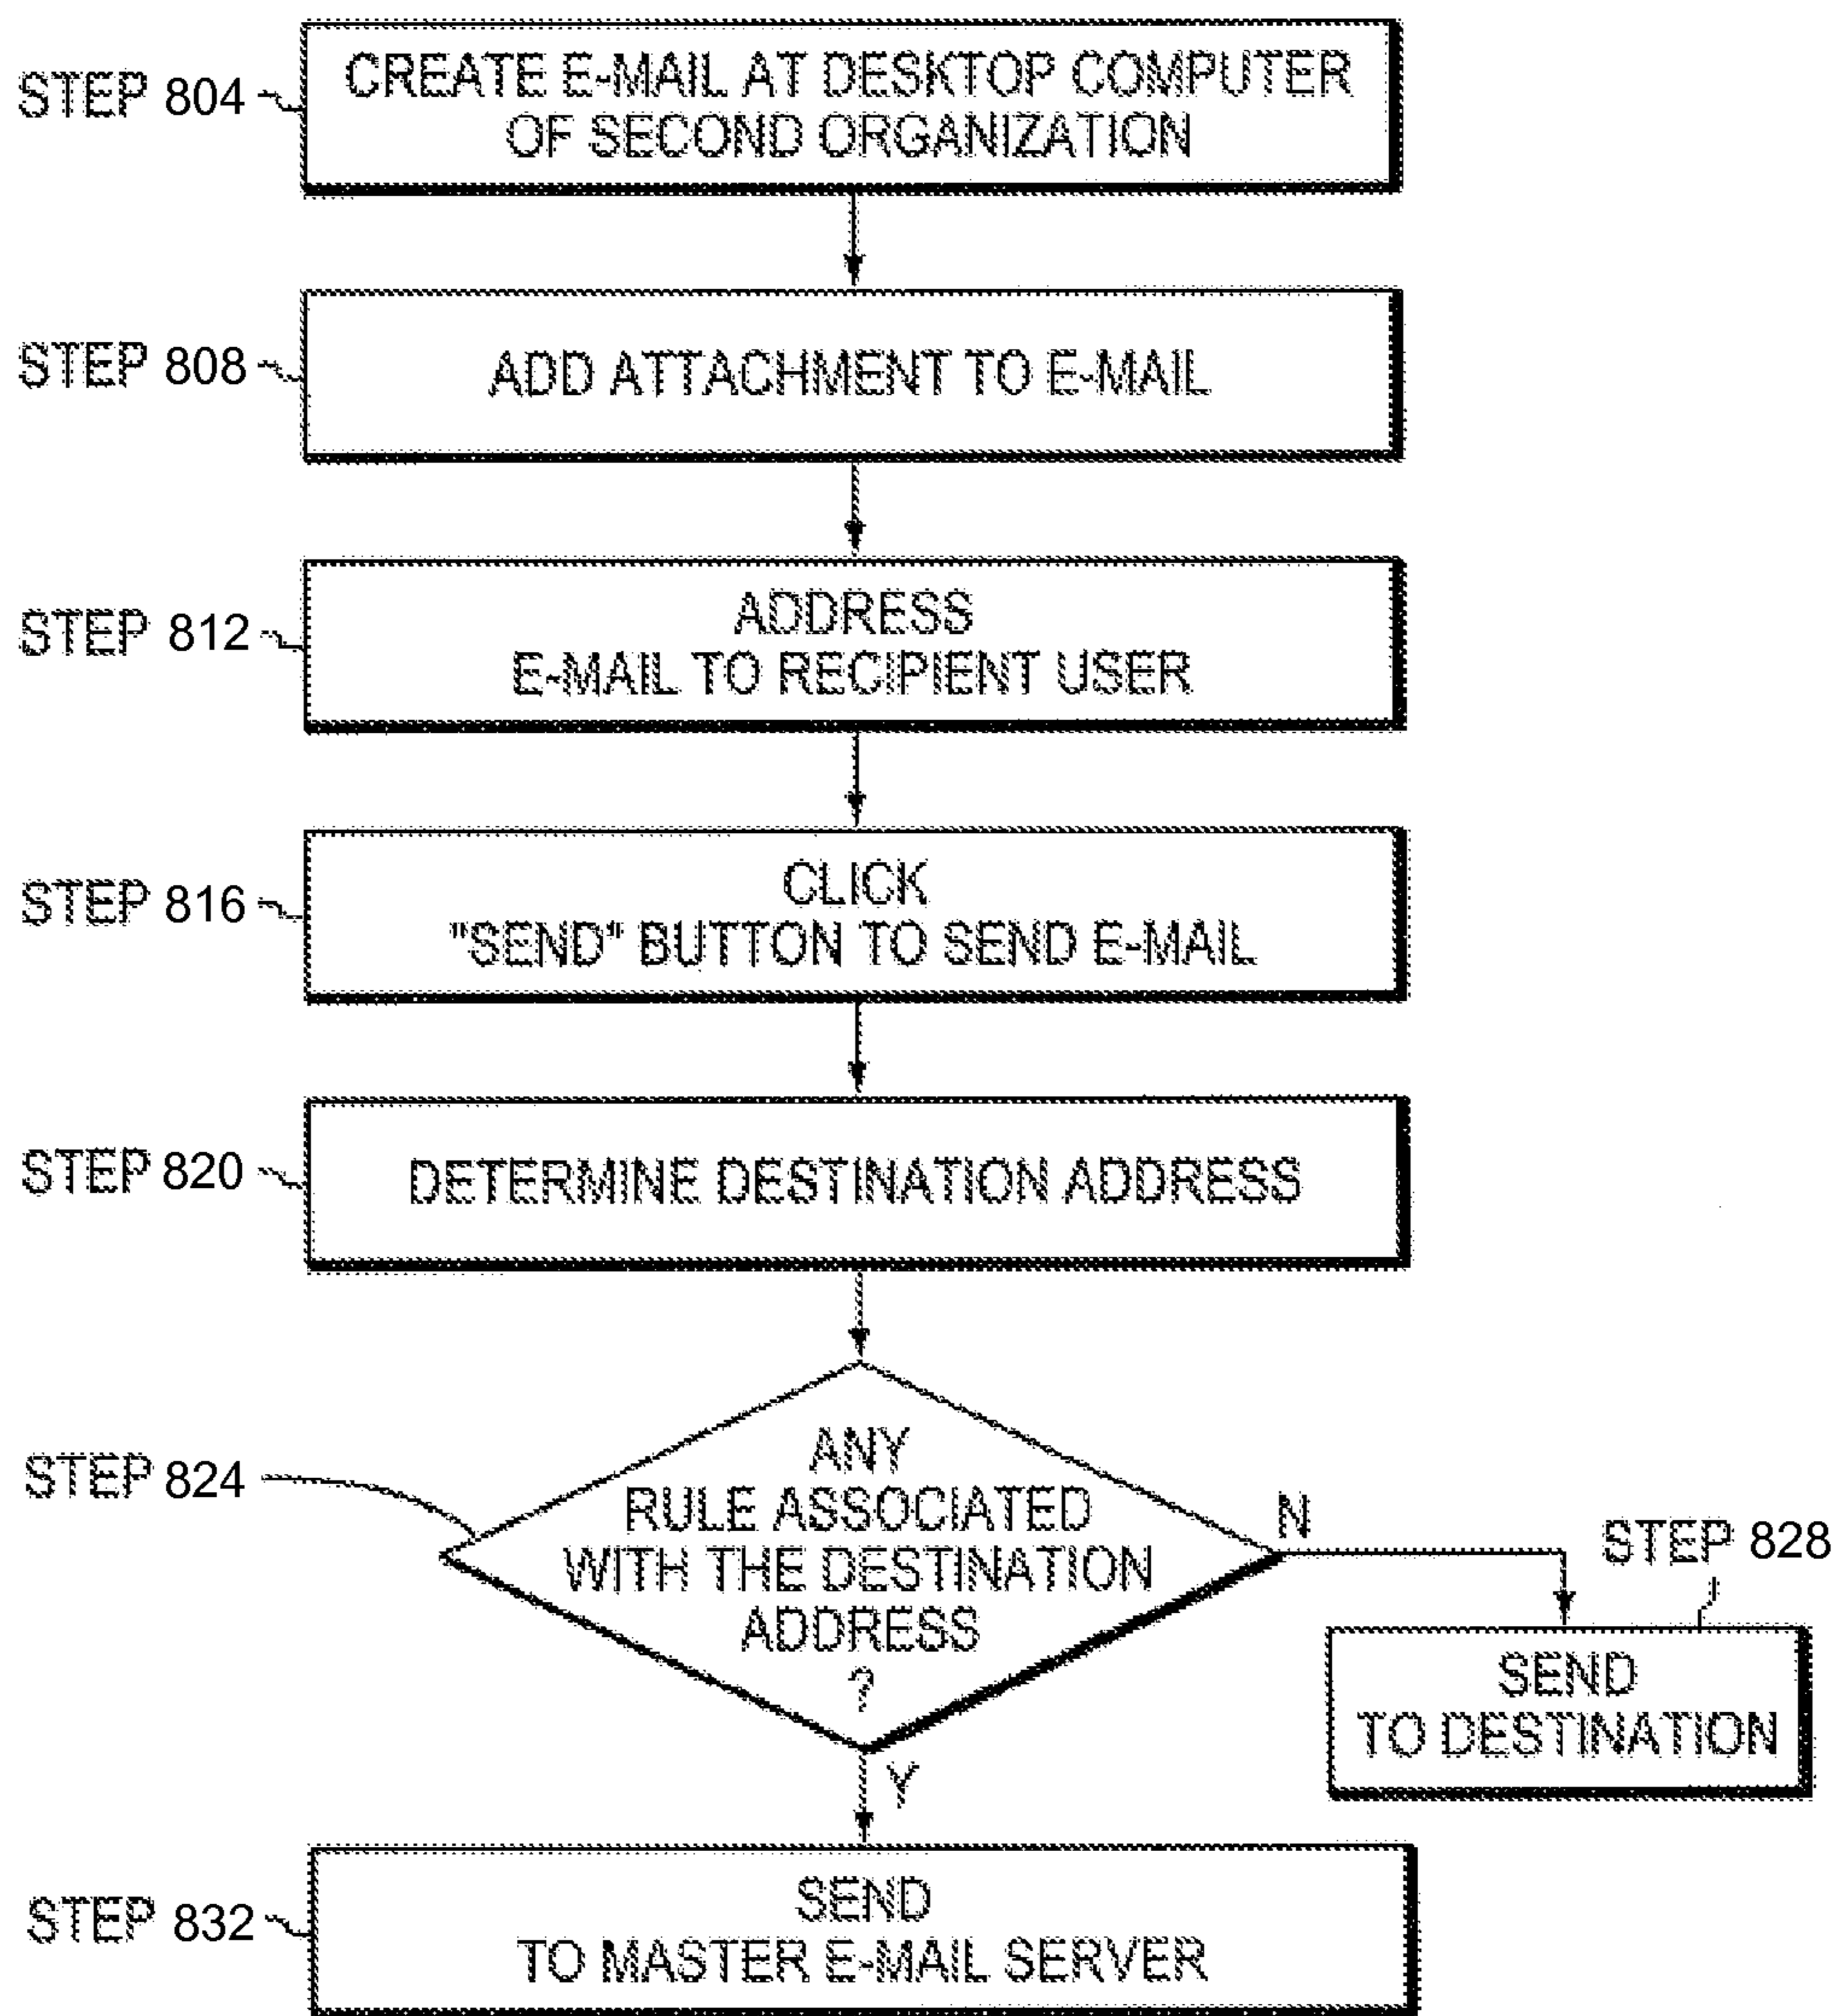 STEP 804
CREATE E-MAIL AT DESKTOP COMPUTER
OF SECOND ORGANIZATION
STEP 808
ADD ATTACHMENT TO E-MAIL
STEP 812
ADDRESS
E-MAIL TO RECIPIENT USER
STEP 816
CLICK
"SEND" BUTTON TO SEND E-MAIL
STEP 820
DETERMINE DESTINATION ADDRESS
STEP 824
ANY
RULE ASSOCIATED
WITH THE DESTINATION
ADDRESS
?
N
STEP 828
SEND
TO DESTINATION
Y
STEP 832
SEND
TO MASTER E-MAIL SERVER